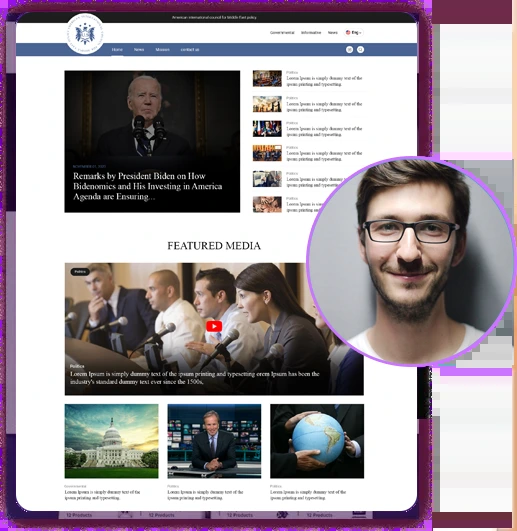 American international council for Middle East policy
Governmental Informative News Eng
Home News Mission contact us
Remarks by President Biden on How
Bidenomics and His Investing in America
Agenda are Ensuring...
Politics
Lorem Ipsum is simply dummy text of the
ipsum printing and typesetting.
Politics
Lorem Ipsum is simply dummy text of the
ipsum printing and typesetting.
Politics
Lorem Ipsum is simply dummy text of the
ipsum printing and typesetting.
Politics
Lorem Ipsum is simply dummy text of the
ipsum printing and typesetting.
Politics
Lorem Ipsum is simply dummy
ipsum printing and
Politics
Lorem Ipsum is simply
ipsum printing and
FEATURED MEDIA
Politics
Politics
Lorem Ipsum is simply dummy text of the ipsum printing and typesetting orem Ipsum has been the
industry's standard dummy text ever since the 1500s,
Governmental
Lorem Ipsum is simply dummy text of the
ipsum printing and typesetting.
Politics
Lorem Ipsum is simply dummy text of the
ipsum printing and typesetting.
Politics
Lorem Ipsum is simply dummy text of the
ipsum printing and typesetting.
12 Products 12 Products 12 Products 12 Products